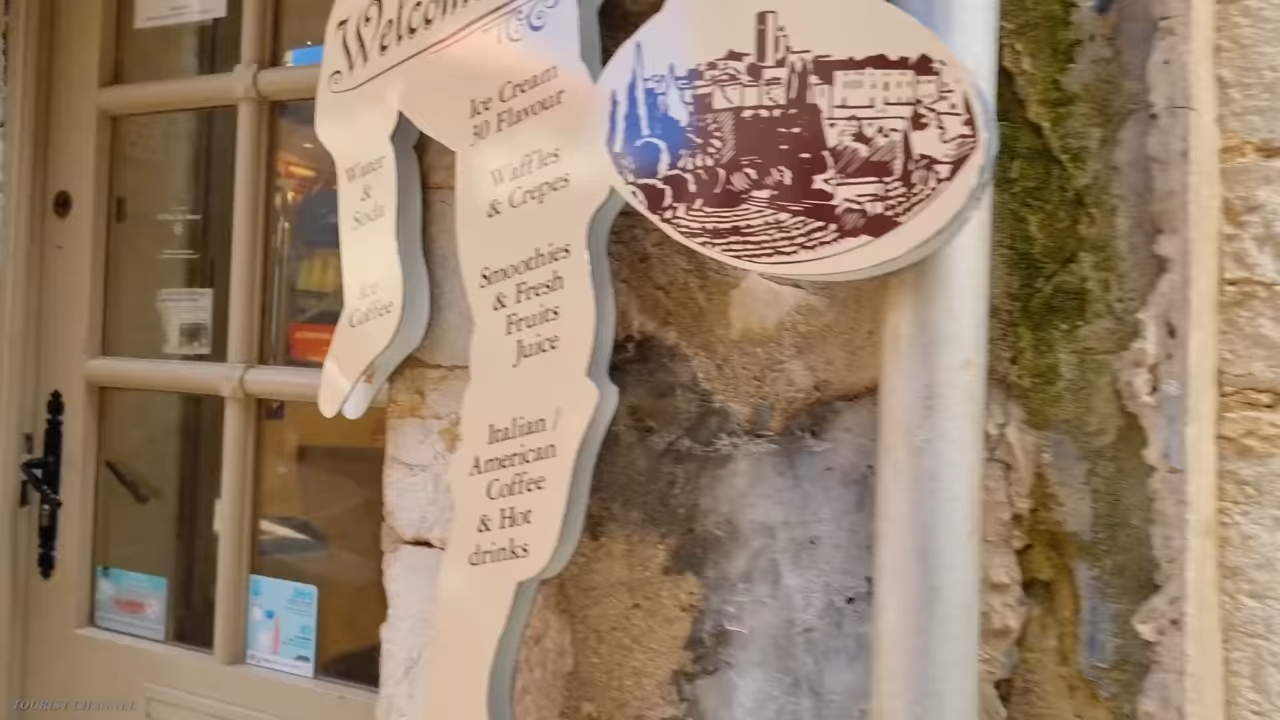 Welcome
Ice Cream
30 Flavour
Waffles
& Crepes
Smoothies
& Fresh
Fruits
Juice
Italian /
American
Coffee
& Hot
drinks
Water
&
Soda
Ice
Coffee
TOURIST CHANNEL